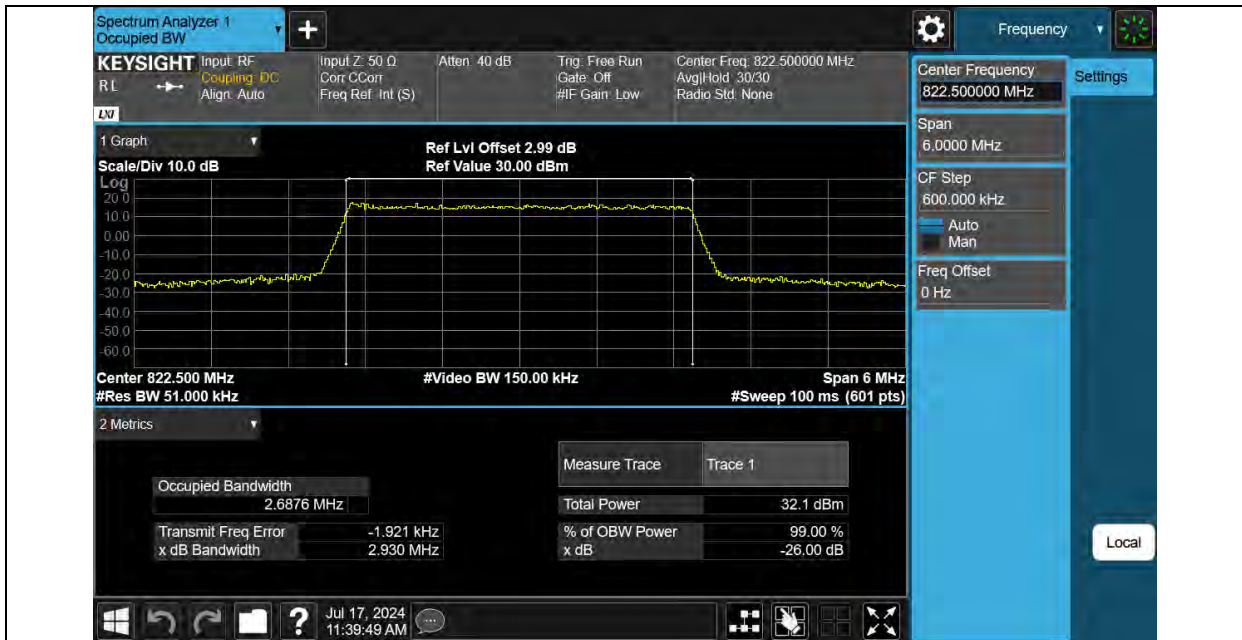 Spectrum Analyzer 1
Occupied BW
+
Frequency
KEYSIGHT
RL
LXI
Input: RF
Coupling: DC
Align: Auto
Input Z: 50 Ω
Corr CCorr
Freq Ref: Int (S)
Atten: 40 dB
Trig: Free Run
Gate: Off
#IF Gain: Low
Center Freq: 822.500000 MHz
Avg|Hold: 30/30
Radio Std: None
1 Graph
Scale/Div 10.0 dB
Ref Lvl Offset 2.99 dB
Ref Value 30.00 dBm
Log
20.0
10.0
0.00
-10.0
-20.0
-30.0
-40.0
-50.0
-60.0
Center 822.500 MHz
#Res BW 51.000 kHz
#Video BW 150.00 kHz
Span 6 MHz
#Sweep 100 ms (601 pts)
2 Metrics
Occupied Bandwidth
2.6876 MHz
Transmit Freq Error -1.921 kHz
x dB Bandwidth 2.930 MHz
Measure Trace Trace 1
Total Power 32.1 dBm
% of OBW Power 99.00 %
x dB -26.00 dB
Center Frequency
822.500000 MHz
Span
6.0000 MHz
CF Step
600.000 kHz
Auto
Man
Freq Offset
0 Hz
Settings
Local
?
Jul 17, 2024
11:39:49 AM